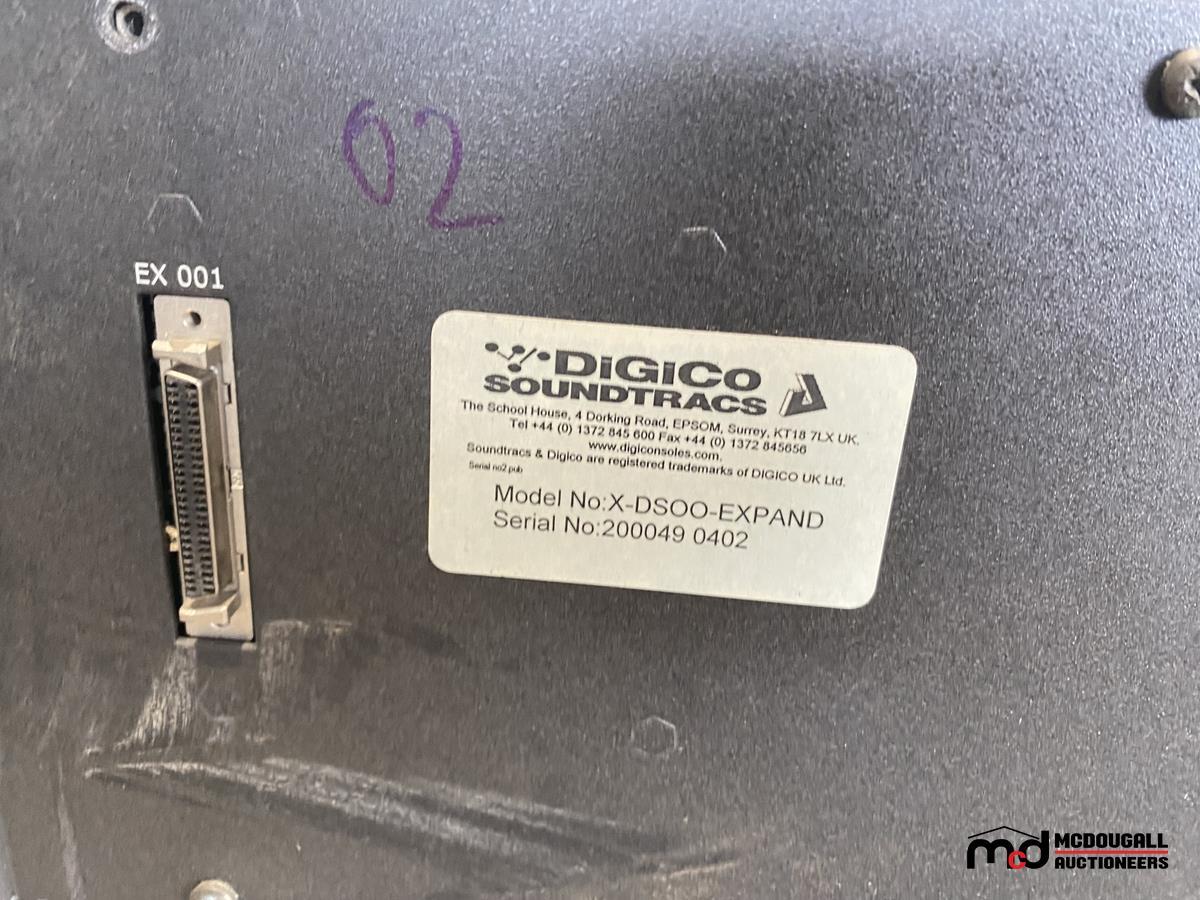 02
EX 001
DiGiCo
SOUNDTRACS
The School House, 4 Dorking Road, EPSOM, Surrey, KT18 7LX UK.
Tel +44 (0) 1372 845 600 Fax +44 (0) 1372 845656
www.digiconsoles.com.
Soundtracs & Digico are registered trademarks of DIGICO UK Ltd.
Serial no2.pub
Model No:X-DSOO-EXPAND
Serial No:200049 0402
mcd MCDOUGALL
AUCTIONEERS